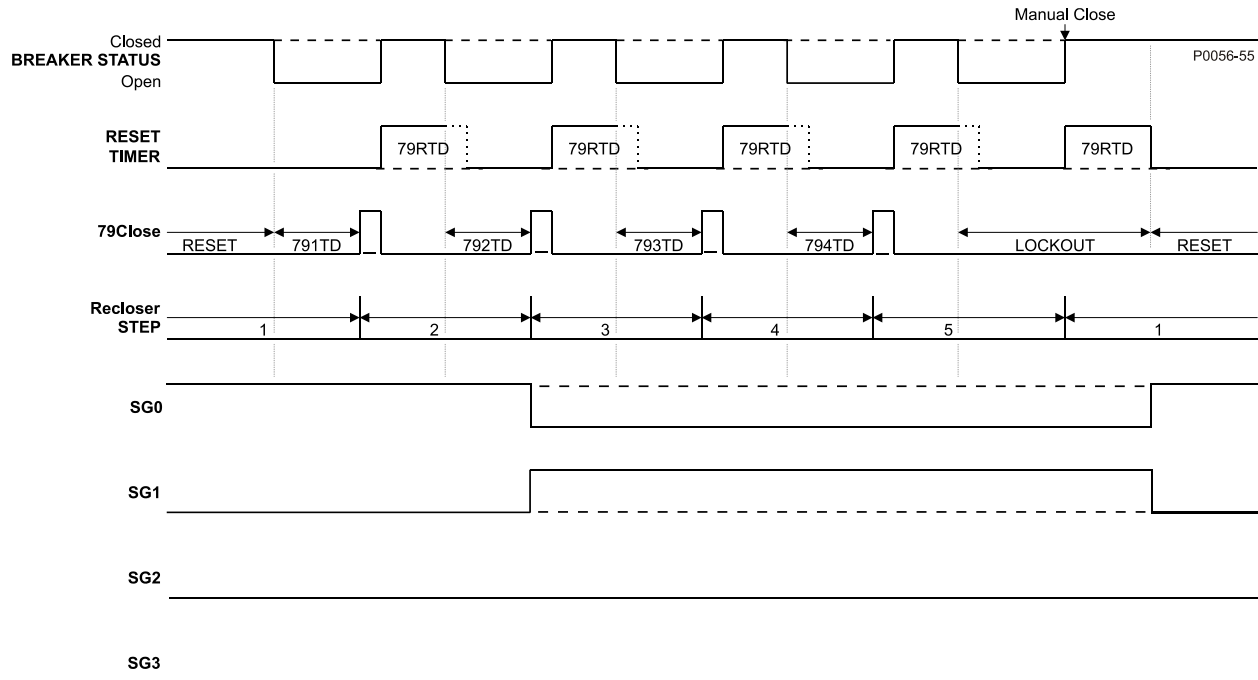 Manual Close
Closed
BREAKER STATUS
Open
P0056-55
RESET
TIMER
79RTD 79RTD 79RTD 79RTD 79RTD
79Close
RESET 791TD 792TD 793TD 794TD LOCKOUT RESET
Recloser
STEP
1 2 3 4 5 1
SG0
SG1
SG2
SG3